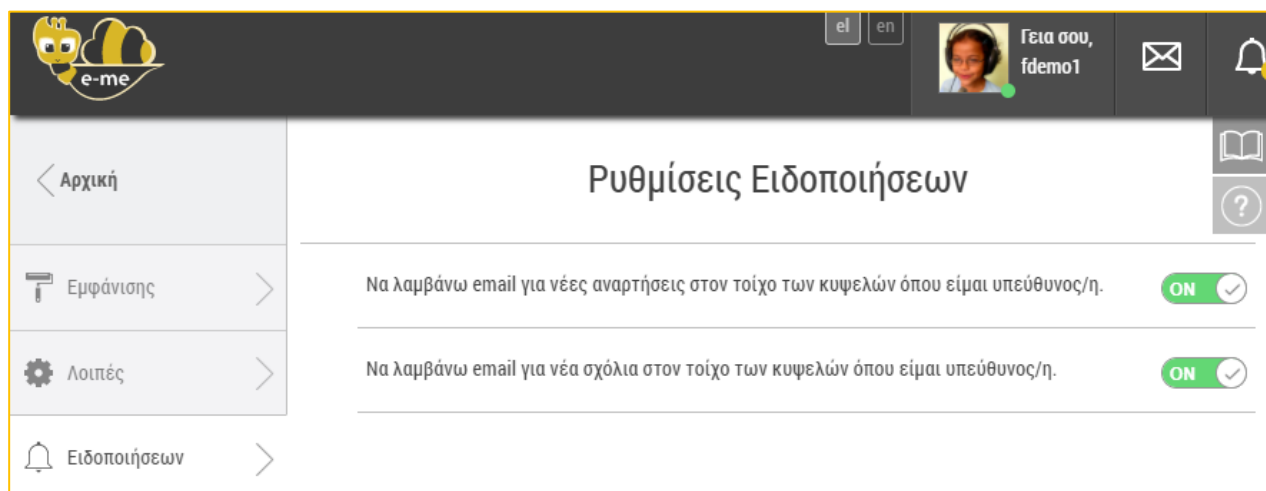 el en
Γεια σου,
fdemo1
e-me
Αρχική
Ρυθμίσεις Ειδοποιήσεων
Εμφάνισης
Να λαμβάνω email για νέες αναρτήσεις στον τοίχο των κυψελών όπου είμαι υπεύθυνος/η.
ON
Λοιπές
Να λαμβάνω email για νέα σχόλια στον τοίχο των κυψελών όπου είμαι υπεύθυνος/η.
ON
Ειδοποιήσεων